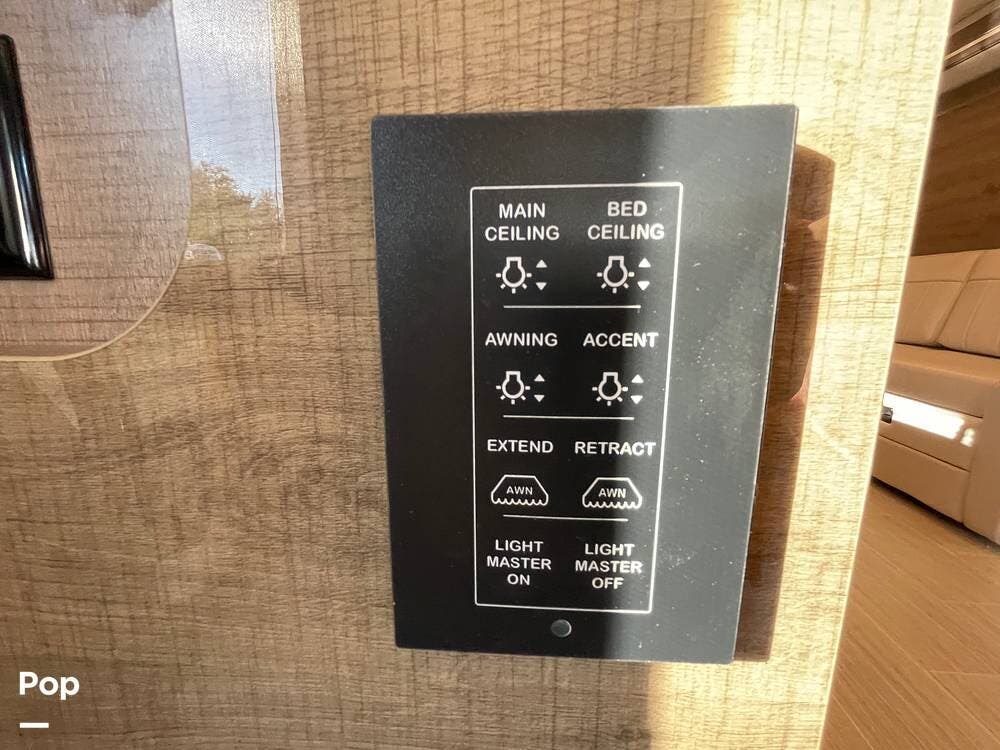 MAIN CEILING
BED CEILING
AWNING ACCENT
EXTEND RETRACT
AWN AWN
LIGHT MASTER ON
LIGHT MASTER OFF
Pop